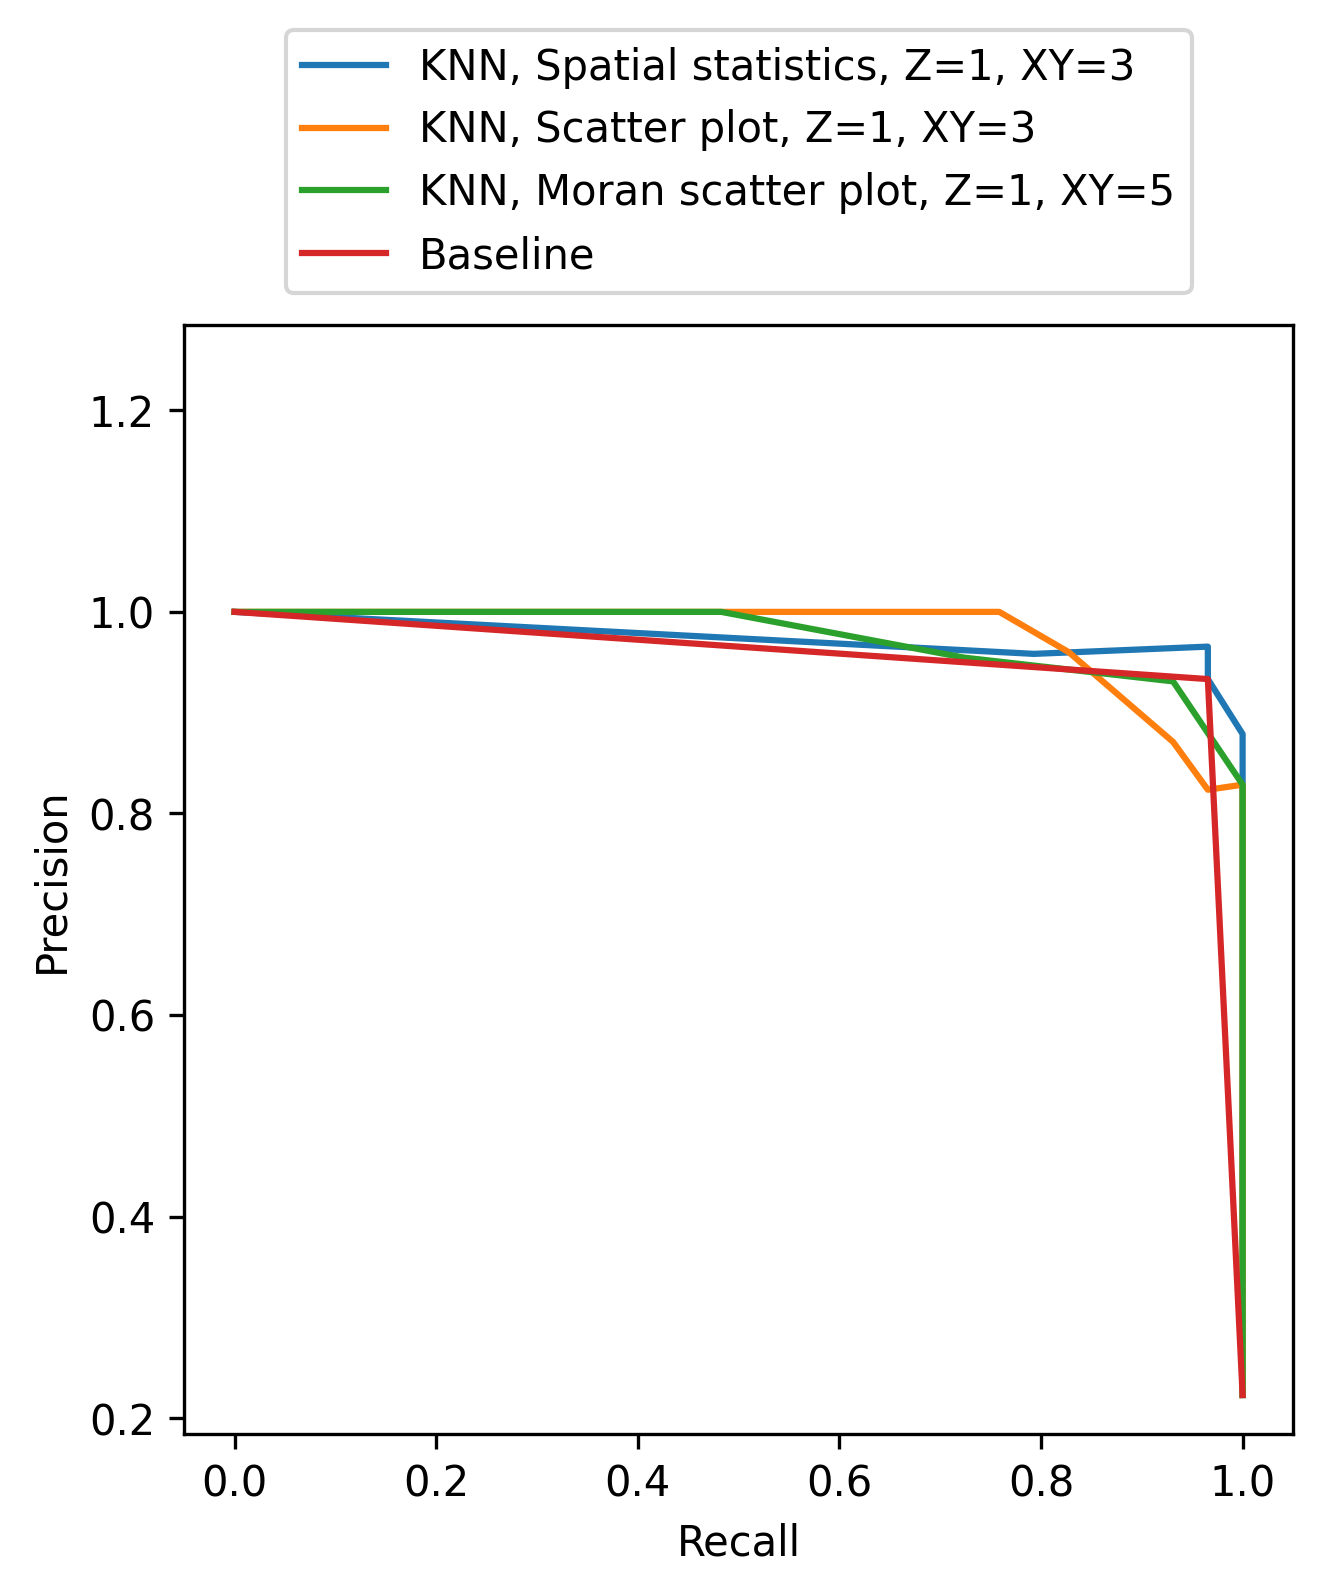 KNN, Spatial statistics, Z=1, XY=3
KNN, Scatter plot, Z=1, XY=3
KNN, Moran scatter plot, Z=1, XY=5
Baseline
1.2
1.0
0.8
0.6
0.4
0.2
Precision
0.0 0.2 0.4 0.6 0.8 1.0
Recall